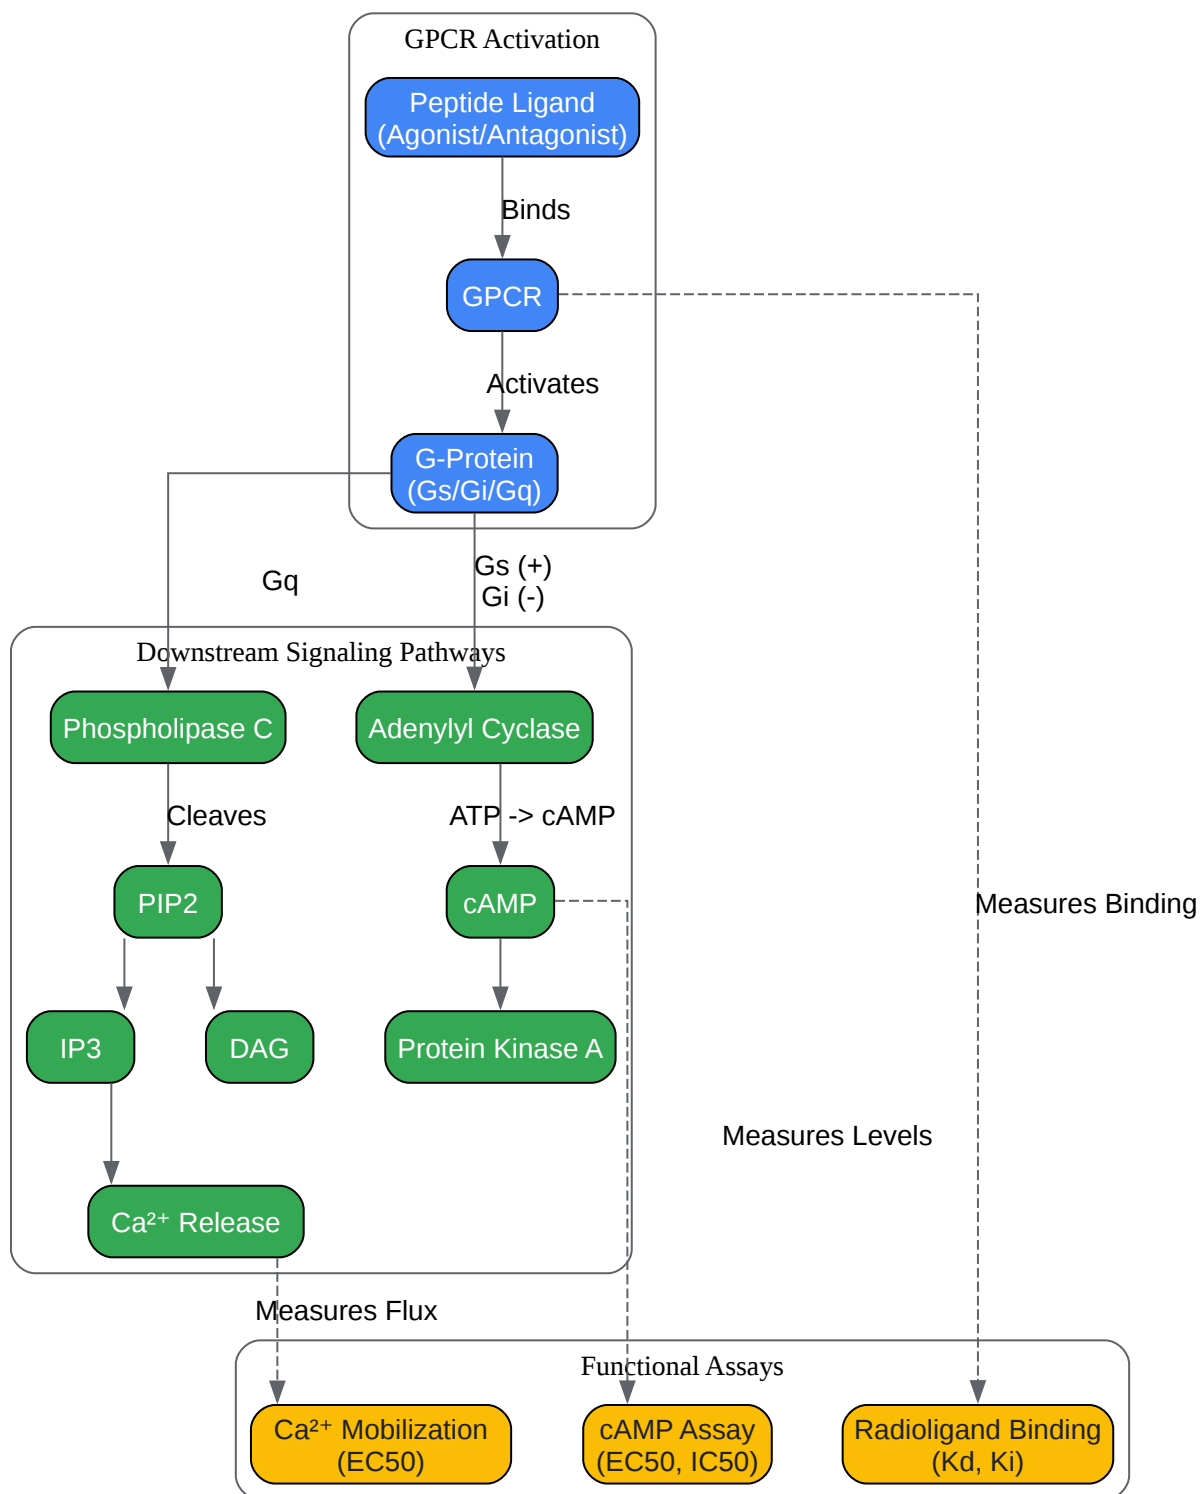 GPCR Activation
Peptide Ligand
(Agonist/Antagonist)
Binds
GPCR
Activates
G-Protein
(Gs/Gi/Gq)
Gq
Gs (+)
Gi (-)
Downstream Signaling Pathways
Phospholipase C
Adenylyl Cyclase
Cleaves
ATP -> cAMP
PIP2
cAMP
Measures Binding
IP3
DAG
Protein Kinase A
Measures Levels
Ca²⁺ Release
Measures Flux
Functional Assays
Ca²⁺ Mobilization
(EC50)
cAMP Assay
(EC50, IC50)
Radioligand Binding
(Kd, Ki)